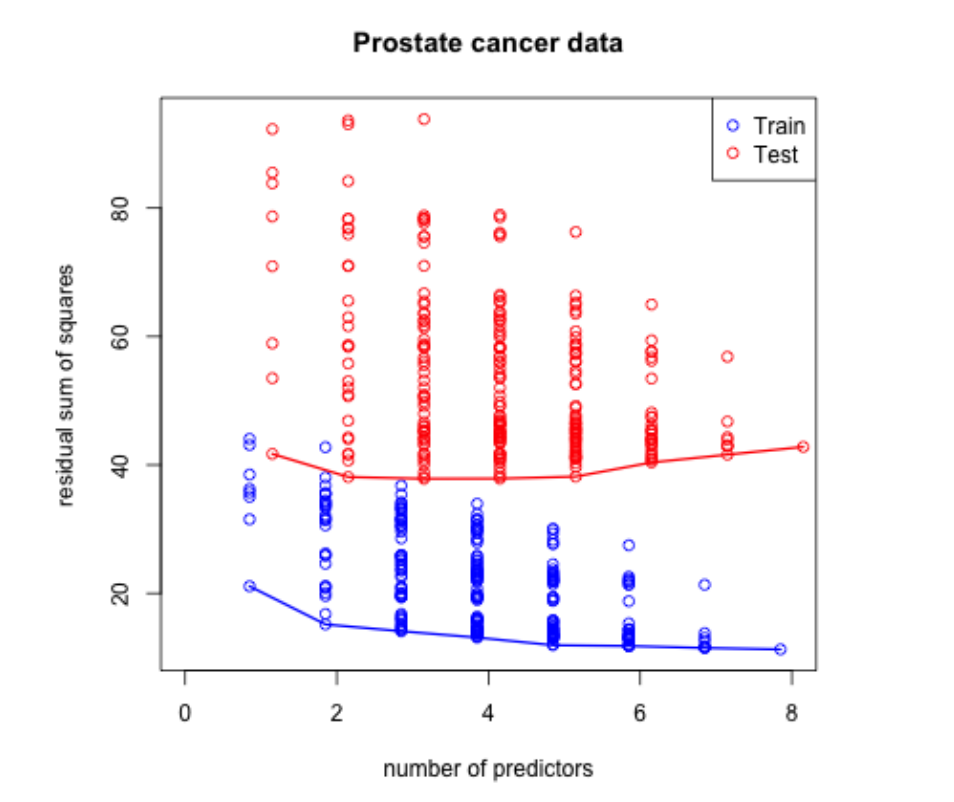 Prostate cancer data
Train
Test
residual sum of squares
80
60
40
20
0 2 4 6 8
number of predictors